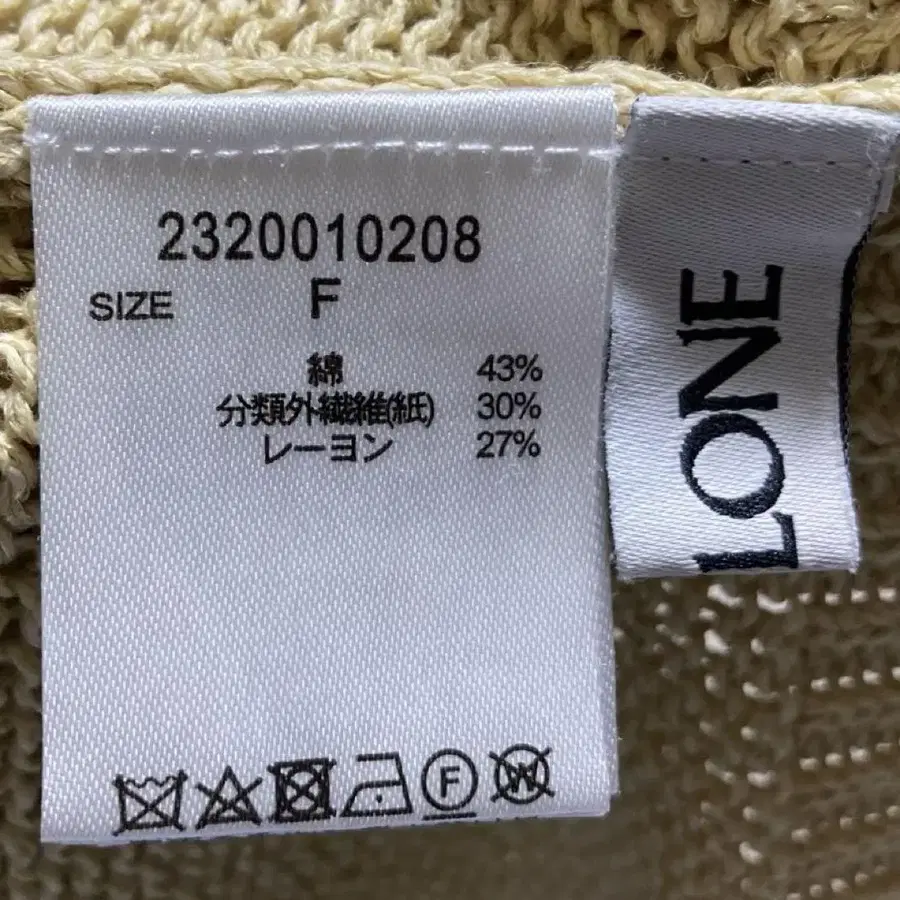 2320010208
SIZE F
綿 43%
分類外繊維(紙) 30%
レーヨン 27%
F
W
LONE